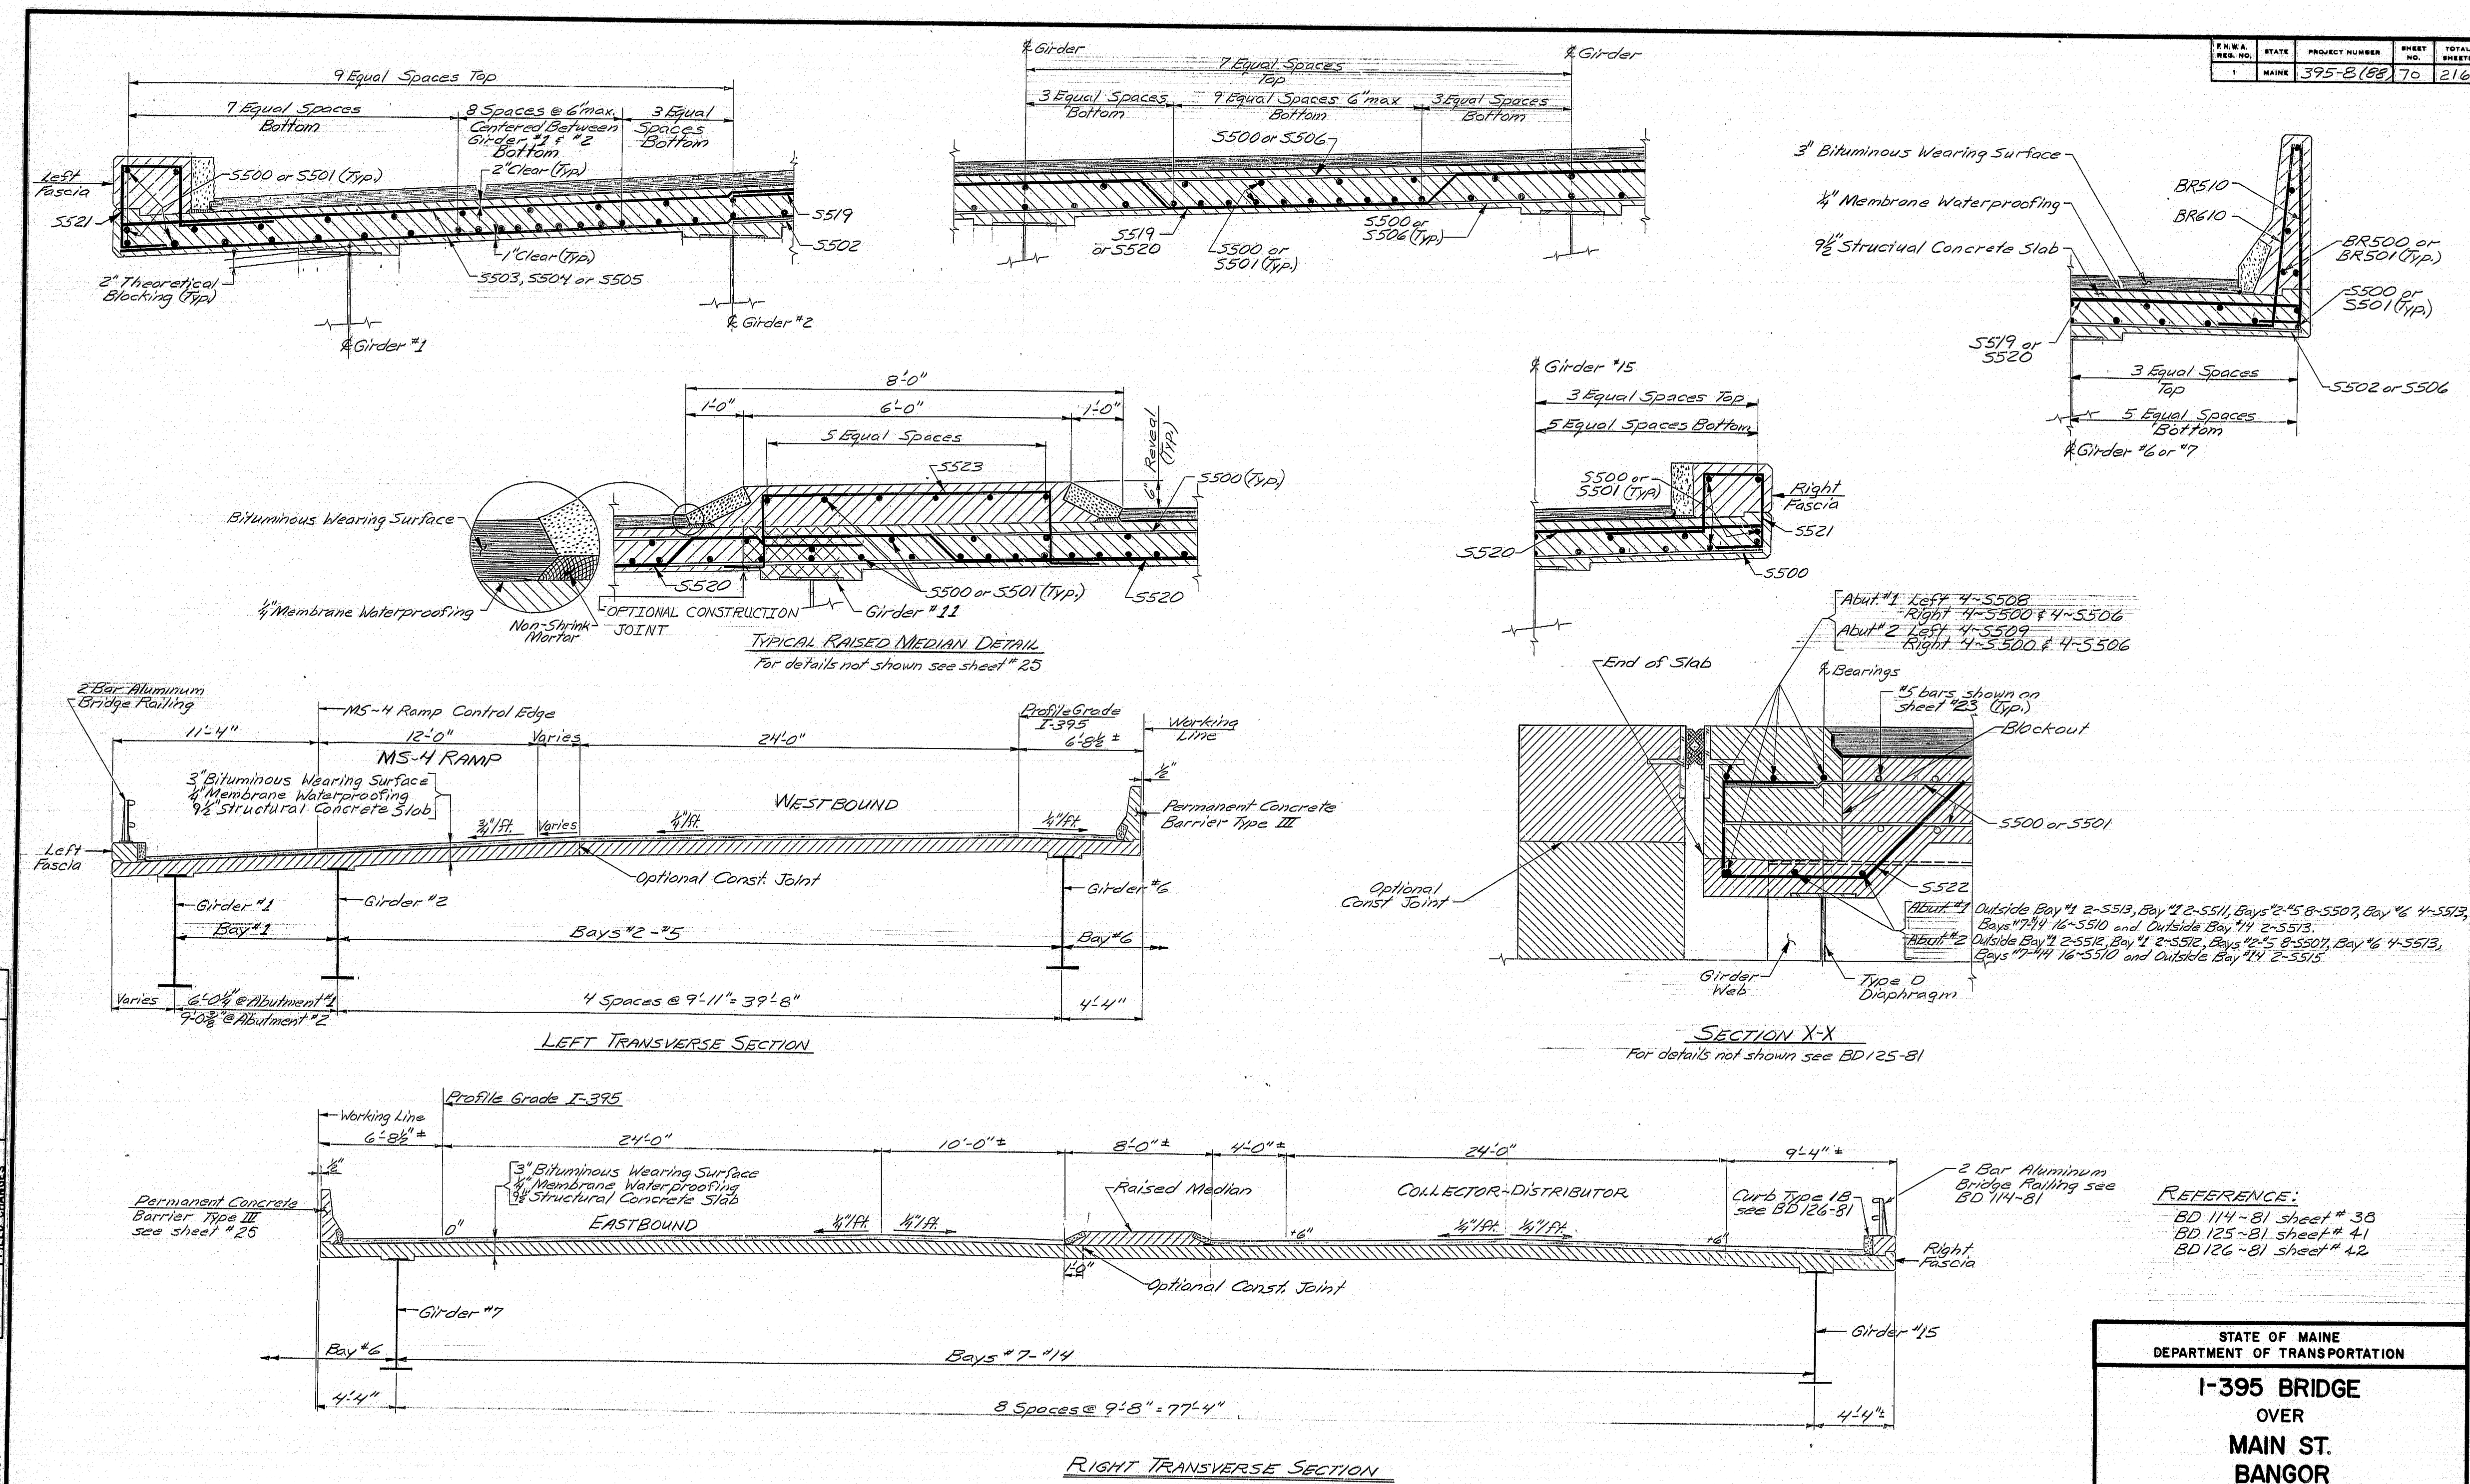 F.H.W.A. REG. NO.
STATE
PROJECT NUMBER
SHEET NO.
TOTAL SHEETS
1
MAINE
395-8(88)
70
216
9 Equal Spaces Top
7 Equal Spaces
Bottom
8 Spaces @ 6"max.
Centered Between
Girder #1 & #2
Bottom
3 Equal
Spaces
Bottom
2" Clear (Typ.)
Left
Fascia
S500 or S501 (Typ.)
S521
S519
S502
1" Clear (Typ.)
S503, S504 or S505
2" Theoretical
Blocking (Typ.)
℄ Girder #1
℄ Girder #2
℄ Girder
℄ Girder
7 Equal Spaces
Top
3 Equal Spaces
Bottom
9 Equal Spaces 6"max
Bottom
3 Equal Spaces
Bottom
S500 or S506
S519
or S520
S500 or
S501 (Typ.)
S500 or
S506 (Typ.)
3" Bituminous Wearing Surface
¼" Membrane Waterproofing
9½" Structual Concrete Slab
BR510
BR610
BR500 or
BR501 (Typ.)
S500 or
S501 (Typ.)
S519 or
S520
3 Equal Spaces
Top
S502 or S506
5 Equal Spaces
Bottom
℄ Girder #6 or #7
8'-0"
1'-0"
6'-0"
1'-0"
5 Equal Spaces
6" Reveal
(Typ.)
S523
S500 (Typ.)
Bituminous Wearing Surface
¼" Membrane Waterproofing
Non-Shrink
Mortar
S520
OPTIONAL CONSTRUCTION
JOINT
S500 or S501 (Typ.)
Girder #11
S520
TYPICAL RAISED MEDIAN DETAIL
For details not shown see sheet #25
℄ Girder #15
3 Equal Spaces Top
5 Equal Spaces Bottom
S500 or
S501 (Typ)
Right
Fascia
S521
S520
S500
Abut. #1 Left 4~S508
Right 4~S500 & 4~S506
Abut #2 Left 4~S509
Right 4~S500 & 4~S506
End of Slab
℄ Bearings
#5 bars shown on
sheet #23 (Typ.)
Blockout
S500 or S501
S522
Optional
Const Joint
Abut. #1 Outside Bay #1 2-S513, Bay #1 2-S511, Bays #2-#5 8-S507, Bay #6 4-S513,
Bays #7-#14 16-S510 and Outside Bay #14 2-S513.
Abut #2 Outside Bay #1 2-S512, Bay #1 2-S512, Bays #2-#5 8-S507, Bay #6 4-S513,
Bays #7-#14 16-S510 and Outside Bay #14 2-S515
Girder
Web
Type D
Diaphragm
SECTION X-X
For details not shown see BD125-81
2 Bar Aluminum
Bridge Railing
MS-4 Ramp Control Edge
Profile Grade
I-395
Working
Line
11'-4"
12'-0"
Varies
24'-0"
6'-8½" ±
MS-4 RAMP
½"
3" Bituminous Wearing Surface
¼" Membrane Waterproofing
9½" Structural Concrete Slab
WESTBOUND
Permanent Concrete
Barrier Type III
¾"/ft.
Varies
¼"/ft.
¼"/ft.
Left
Fascia
Optional Const. Joint
Girder #1
Girder #2
Girder #6
Bay #1
Bays #2-#5
Bay #6
Varies
6'-0¼" @ Abutment #1
9'-0⅜" @ Abutment #2
4 Spaces @ 9'-11" = 39'-8"
4'-4"
LEFT TRANSVERSE SECTION
Profile Grade I-395
Working Line
6'-8½" ±
24'-0"
10'-0" ±
8'-0" ±
4'-0" ±
24'-0"
9'-4" ±
½"
3" Bituminous Wearing Surface
¼" Membrane Waterproofing
9½" Structural Concrete Slab
Permanent Concrete
Barrier Type III
see sheet #25
0"
EASTBOUND
¼"/ft.
¼"/ft.
Raised Median
COLLECTOR-DISTRIBUTOR
+6"
¼"/ft.
¼"/ft.
+6"
Curb Type 1B
see BD 126-81
2 Bar Aluminum
Bridge Railing see
BD 114-81
Right
Fascia
1'-0"
Optional Const. Joint
Girder #7
Girder #15
Bay #6
Bays #7-#14
4'-4"
8 Spaces @ 9'-8" = 77'-4"
4'-4" ±
RIGHT TRANSVERSE SECTION
REFERENCE:
BD 114~81 sheet # 38
BD 125~81 sheet # 41
BD 126~81 sheet # 42
STATE OF MAINE
DEPARTMENT OF TRANSPORTATION
I-395 BRIDGE
OVER
MAIN ST.
BANGOR